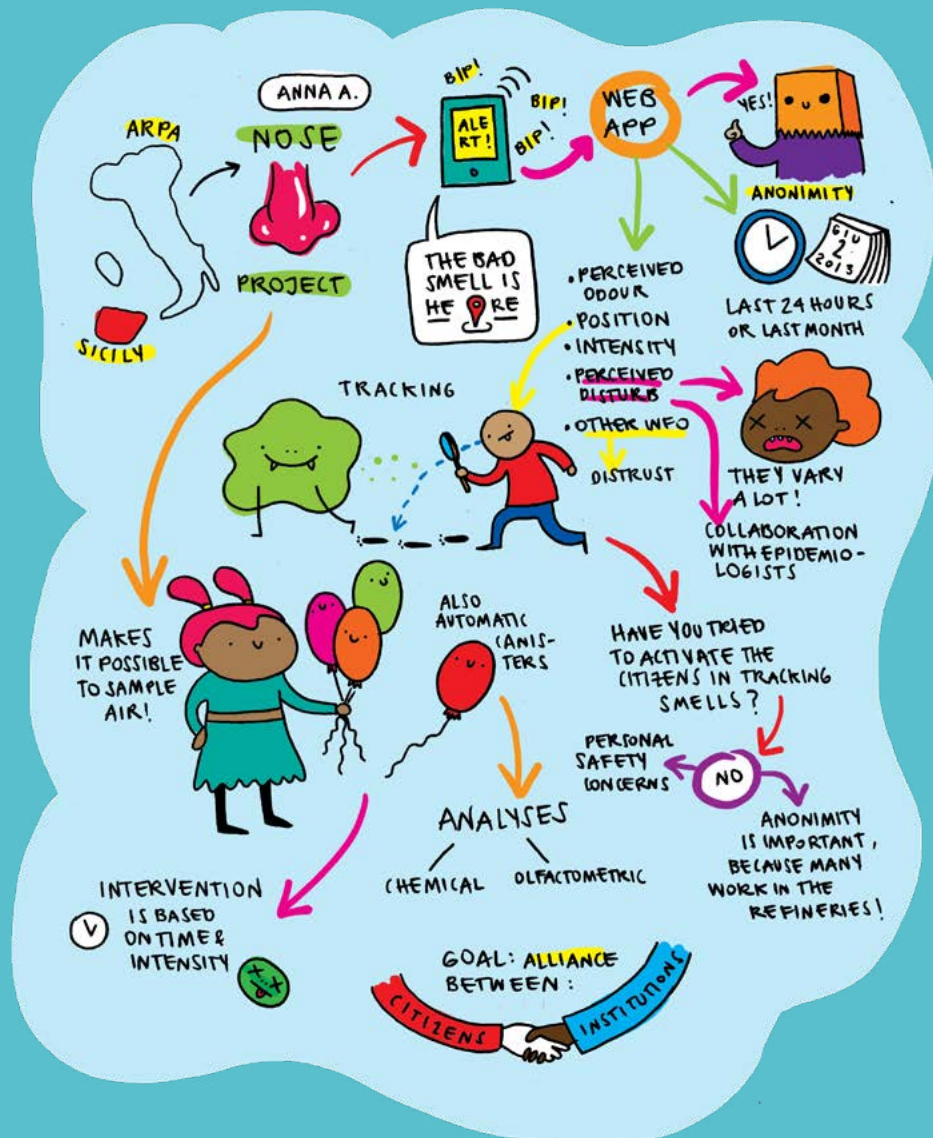 ARPA
SICILY
ANNA A.
NOSE
PROJECT
BIP!
BIP!
BIP!
ALE
RT!
THE BAD
SMELL IS
HE RE
WEB
APP
YES!
ANONIMITY
GIU
2
2015
LAST 24 HOURS
OR LAST MONTH
• PERCEIVED
ODOUR
• POSITION
• INTENSITY
• PERCEIVED
DISTURB
• OTHER INFO
DISTRUST
THEY VARY
A LOT!
COLLABORATION
WITH EPIDEMIO-
LOGISTS
TRACKING
MAKES
IT POSSIBLE
TO SAMPLE
AIR!
ALSO
AUTOMATIC
CANIS-
TERS
HAVE YOU TRIED
TO ACTIVATE THE
CITIZENS IN TRACKING
SMELLS?
NO
PERSONAL
SAFETY
CONCERNS
ANONIMITY
IS IMPORTANT,
BECAUSE MANY
WORK IN THE
REFINERIES!
ANALYSES
CHEMICAL
OLFACTOMETRIC
INTERVENTION
IS BASED
ON TIME &
INTENSITY
GOAL: ALLIANCE
BETWEEN:
CITIZENS
INSTITUTIONS